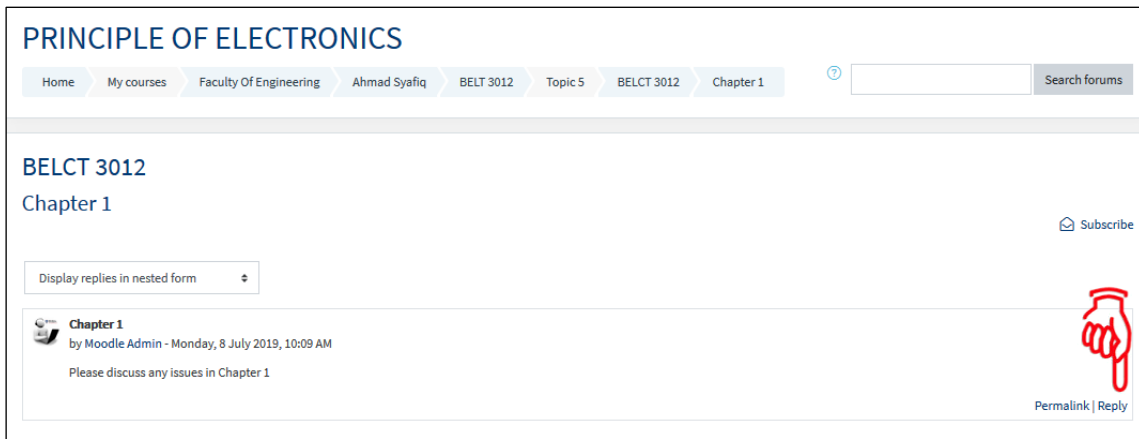 PRINCIPLE OF ELECTRONICS
Home My courses Faculty Of Engineering Ahmad Syafiq BELT 3012 Topic 5 BELCT 3012 Chapter 1 ? Search forums
BELCT 3012
Chapter 1
Subscribe
Display replies in nested form
Chapter 1
by Moodle Admin - Monday, 8 July 2019, 10:09 AM
Please discuss any issues in Chapter 1
Permalink | Reply